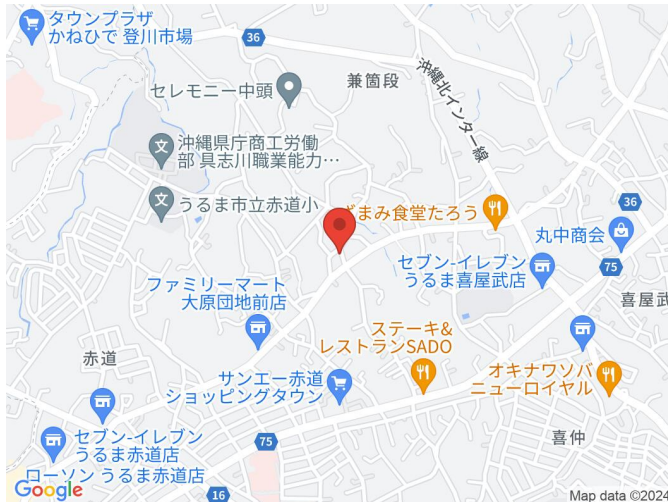 タウンプラザ
かねひで 登川市場
36
セレモニー中頭
兼箇段
沖縄北インター線
沖縄県庁商工労働
部 具志川職業能力…
うるま市立赤道小
ざまみ食堂たろう
36
丸中商会
75
セブン-イレブン
うるま喜屋武店
ファミリーマート
大原団地前店
喜屋武
ステーキ&
レストランSADO
赤道
サンエー赤道
ショッピングタウン
オキナワソバ
ニューロイヤル
セブン-イレブン
うるま赤道店
75
喜仲
ローソン うるま赤道店
16
Google
Map data ©2024